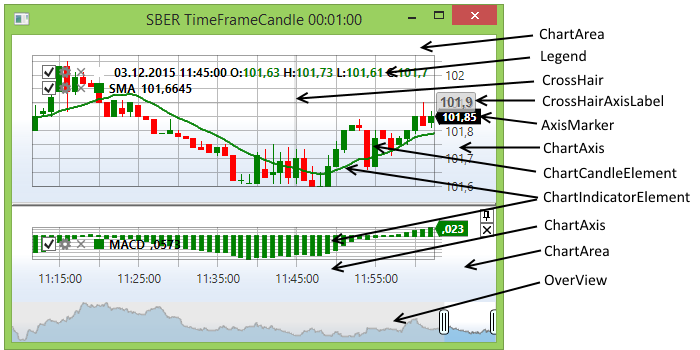 SBER TimeFrameCandle 00:01:00
ChartArea
Legend
03.12.2015 11:45:00 O:101,63 H:101,73 L:101,61 101,7
102
SMA 101,6645
CrossHair
101,9
CrossHairAxisLabel
101,85
AxisMarker
101,8
ChartAxis
101,7
ChartCandleElement
101,6
ChartIndicatorElement
ChartAxis
,023
MACD ,0573
ChartArea
11:15:00 11:25:00 11:35:00 11:45:00 11:55:00
OverView